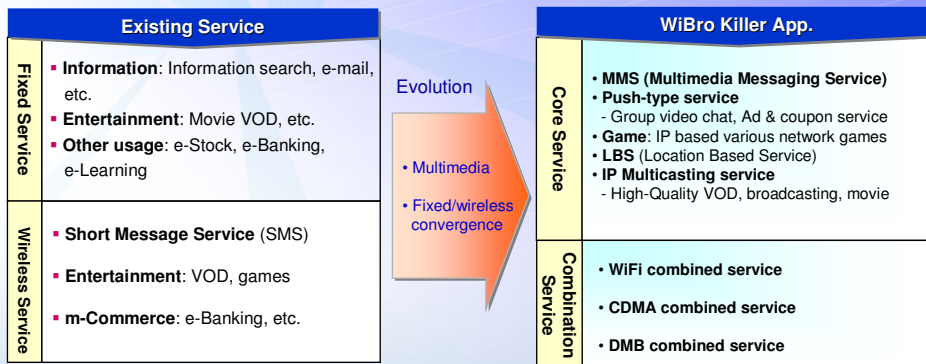 Existing Service
Fixed Service
▪ Information: Information search, e-mail,
etc.
▪ Entertainment: Movie VOD, etc.
▪ Other usage: e-Stock, e-Banking,
e-Learning
Wireless Service
▪ Short Message Service (SMS)
▪ Entertainment: VOD, games
▪ m-Commerce: e-Banking, etc.
Evolution
• Multimedia
• Fixed/wireless
convergence
WiBro Killer App.
Core Service
• MMS (Multimedia Messaging Service)
• Push-type service
- Group video chat, Ad & coupon service
• Game: IP based various network games
• LBS (Location Based Service)
• IP Multicasting service
- High-Quality VOD, broadcasting, movie
Combination
Service
• WiFi combined service
• CDMA combined service
• DMB combined service